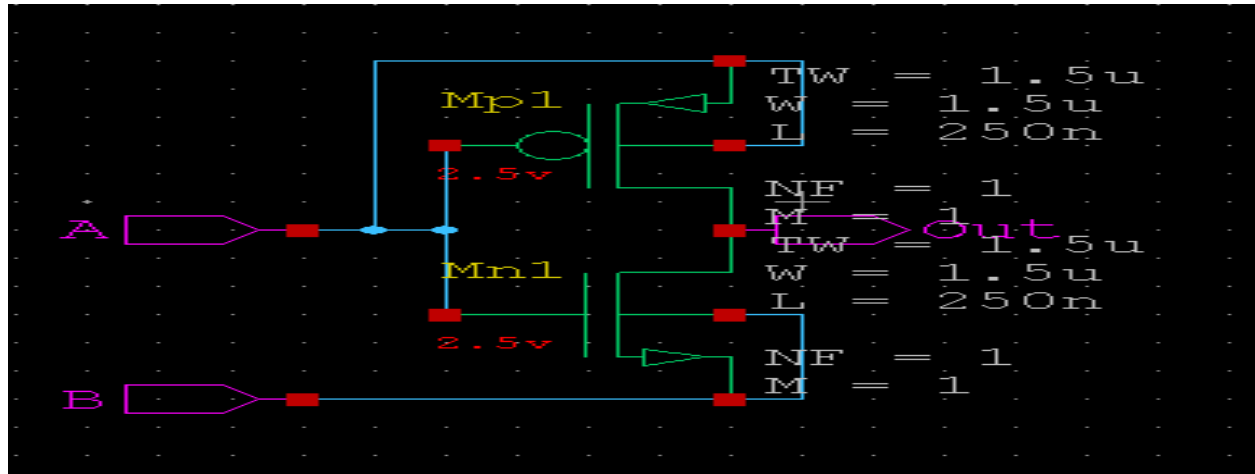 TW = 1.5u
Mp1
W = 1.5u
L = 250n
2.5v
NF = 1
M = 1
A
Out
TW = 1.5u
Mn1
W = 1.5u
L = 250n
2.5v
NF = 1
M = 1
B